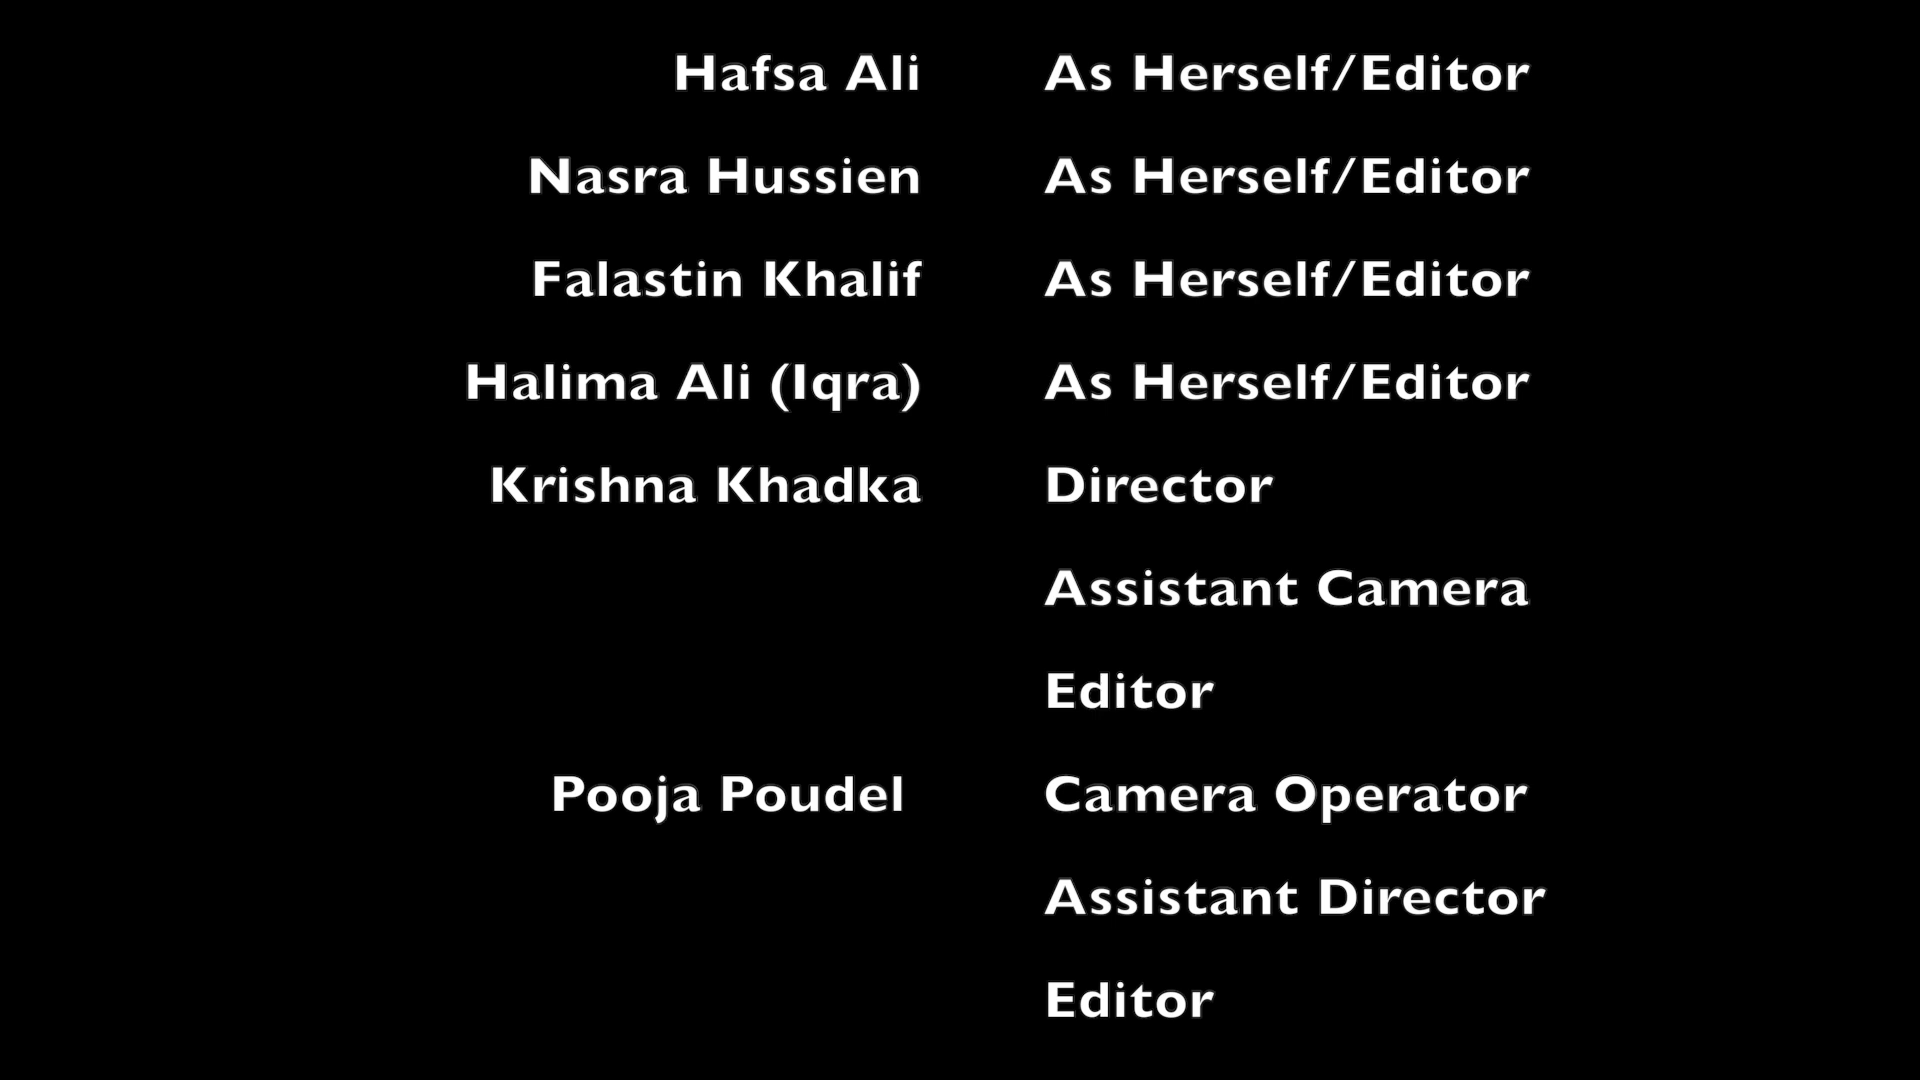 Hafsa Ali As Herself/Editor
Nasra Hussien As Herself/Editor
Falastin Khalif As Herself/Editor
Halima Ali (Iqra) As Herself/Editor
Krishna Khadka Director
Assistant Camera
Editor
Pooja Poudel Camera Operator
Assistant Director
Editor